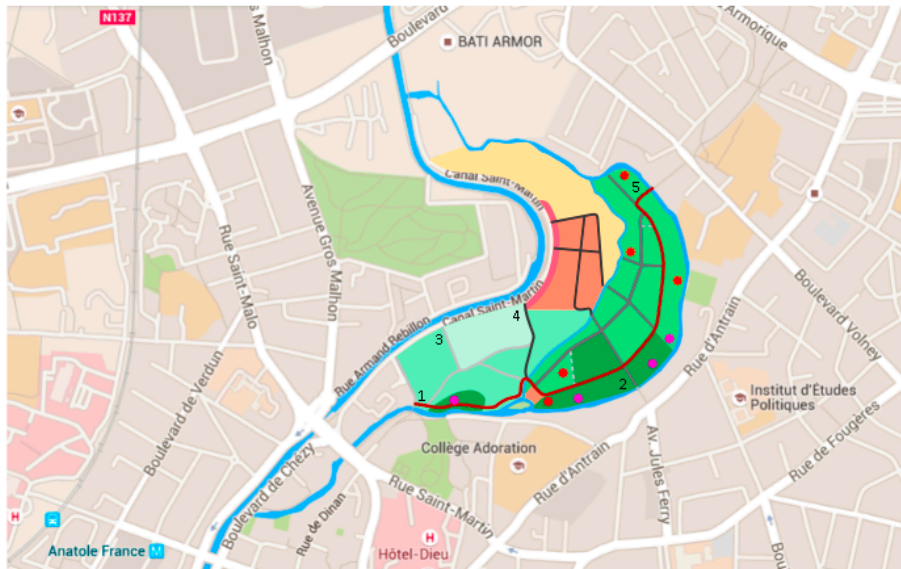 N137
s Malhon
Boulevard
BATI ARMOR
d'Armorique
Canal Saint-Martin
5
Avenue Gros Malhon
Rue Saint-Malo
Canal Saint-Martin
4
Rue Armand Rebillon
3
Boulevard Volney
Rue d'Antrain
Boulevard de Verdun
1
2
Institut d'Études
Politiques
Collège Adoration
Av. Jules Ferry
Rue de Fougères
Rue d'Antrain
Boulevard de Chézy
Rue Saint-Martin
Rue de Dinan
H
H
Hôtel-Dieu
Anatole France M
Bou